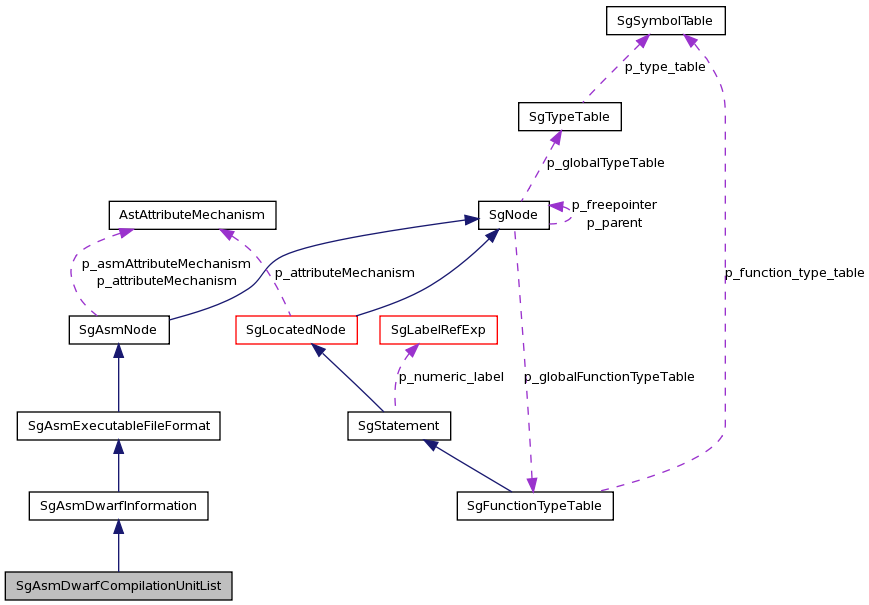 SgSymbolTable
p_type_table
SgTypeTable
p_globalTypeTable
AstAttributeMechanism
SgNode
p_freepointer
p_parent
p_asmAttributeMechanism
p_attributeMechanism
p_attributeMechanism
p_function_type_table
SgAsmNode
SgLocatedNode
SgLabelRefExp
p_numeric_label
p_globalFunctionTypeTable
SgAsmExecutableFileFormat
SgStatement
SgAsmDwarfInformation
SgFunctionTypeTable
SgAsmDwarfCompilationUnitList